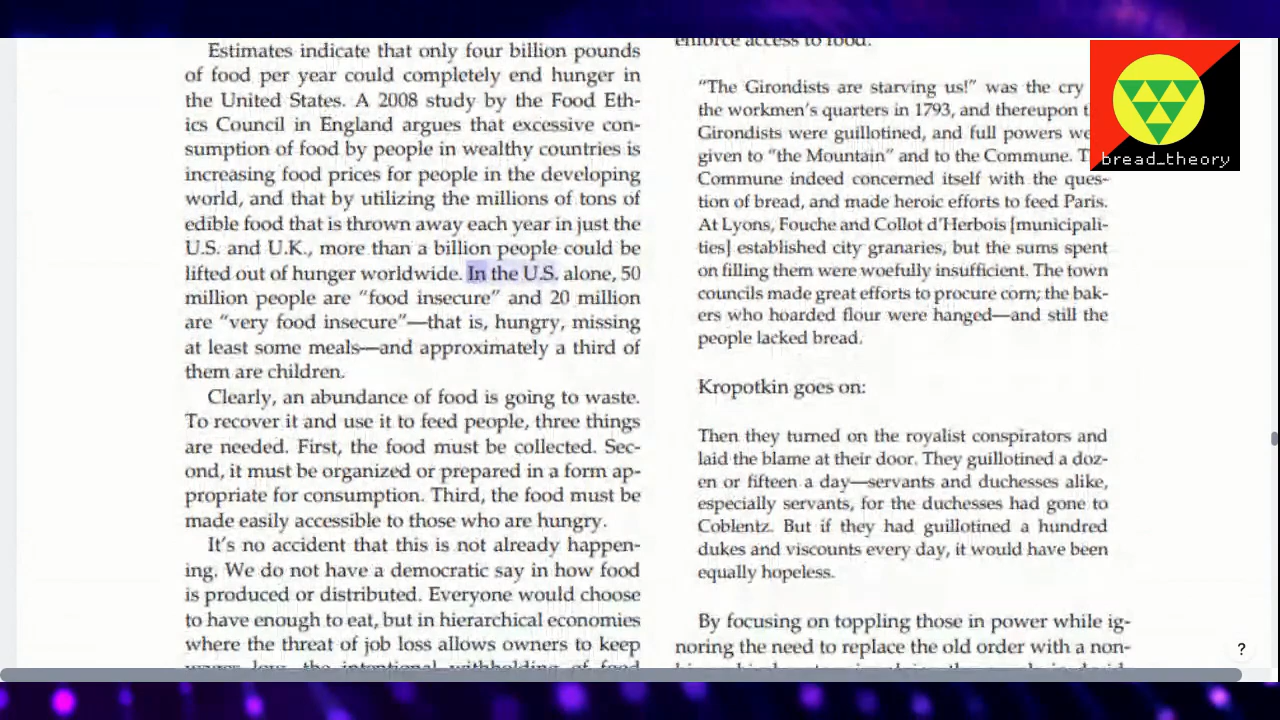 Estimates indicate that only four billion pounds
of food per year could completely end hunger in
the United States. A 2008 study by the Food Eth-
ics Council in England argues that excessive con-
sumption of food by people in wealthy countries is
increasing food prices for people in the developing
world, and that by utilizing the millions of tons of
edible food that is thrown away each year in just the
U.S. and U.K., more than a billion people could be
lifted out of hunger worldwide. In the U.S. alone, 50
million people are “food insecure” and 20 million
are “very food insecure”—that is, hungry, missing
at least some meals—and approximately a third of
them are children.
Clearly, an abundance of food is going to waste.
To recover it and use it to feed people, three things
are needed. First, the food must be collected. Sec-
ond, it must be organized or prepared in a form ap-
propriate for consumption. Third, the food must be
made easily accessible to those who are hungry.
It’s no accident that this is not already happen-
ing. We do not have a democratic say in how food
is produced or distributed. Everyone would choose
to have enough to eat, but in hierarchical economies
where the threat of job loss allows owners to keep
wages low, the intentional withholding of food
enforce access to food.
“The Girondists are starving us!” was the cry
the workmen’s quarters in 1793, and thereupon
Girondists were guillotined, and full powers
given to “the Mountain” and to the Commune.
Commune indeed concerned itself with the ques-
tion of bread, and made heroic efforts to feed Paris.
At Lyons, Fouche and Collot d’Herbois [municipali-
ties] established city granaries, but the sums spent
on filling them were woefully insufficient. The town
councils made great efforts to procure corn; the bak-
ers who hoarded flour were hanged—and still the
people lacked bread.
Kropotkin goes on:
Then they turned on the royalist conspirators and
laid the blame at their door. They guillotined a doz-
en or fifteen a day—servants and duchesses alike,
especially servants, for the duchesses had gone to
Coblentz. But if they had guillotined a hundred
dukes and viscounts every day, it would have been
equally hopeless.
By focusing on toppling those in power while ig-
noring the need to replace the old order with a non-
bread_theory
?